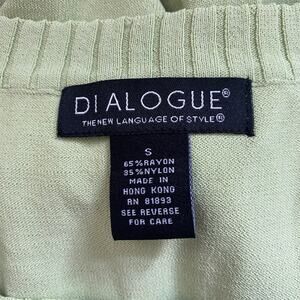 DIALOGUE®
THE NEW LANGUAGE OF STYLE®
S
65% RAYON
35% NYLON
MADE IN
HONG KONG
RN 81893
SEE REVERSE
FOR CARE